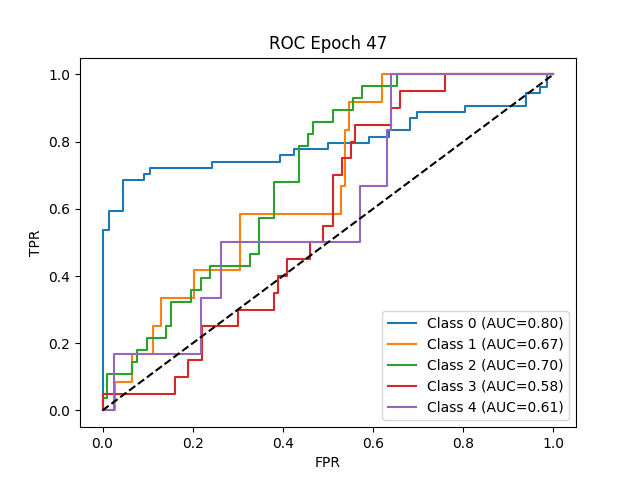 ROC Epoch 47
1.0
0.8
0.6
0.4
0.2
0.0
TPR
0.0
0.2
0.4
0.6
0.8
1.0
FPR
Class 0 (AUC=0.80)
Class 1 (AUC=0.67)
Class 2 (AUC=0.70)
Class 3 (AUC=0.58)
Class 4 (AUC=0.61)